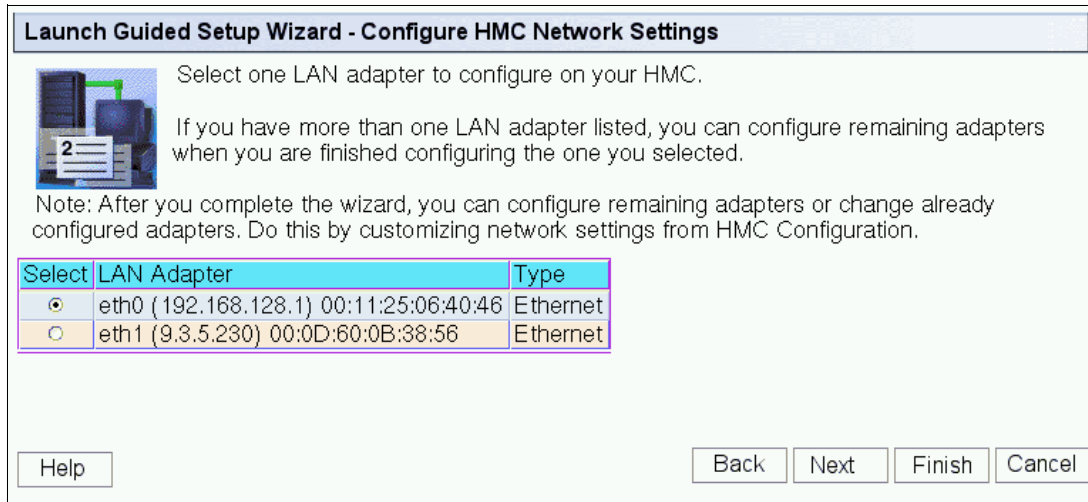 Launch Guided Setup Wizard - Configure HMC Network Settings
Select one LAN adapter to configure on your HMC.
If you have more than one LAN adapter listed, you can configure remaining adapters
when you are finished configuring the one you selected.
2
Note: After you complete the wizard, you can configure remaining adapters or change already
configured adapters. Do this by customizing network settings from HMC Configuration.
Select LAN Adapter Type
eth0 (192.168.128.1) 00:11:25:06:40:46 Ethernet
eth1 (9.3.5.230) 00:0D:60:0B:38:56 Ethernet
Help Back Next Finish Cancel